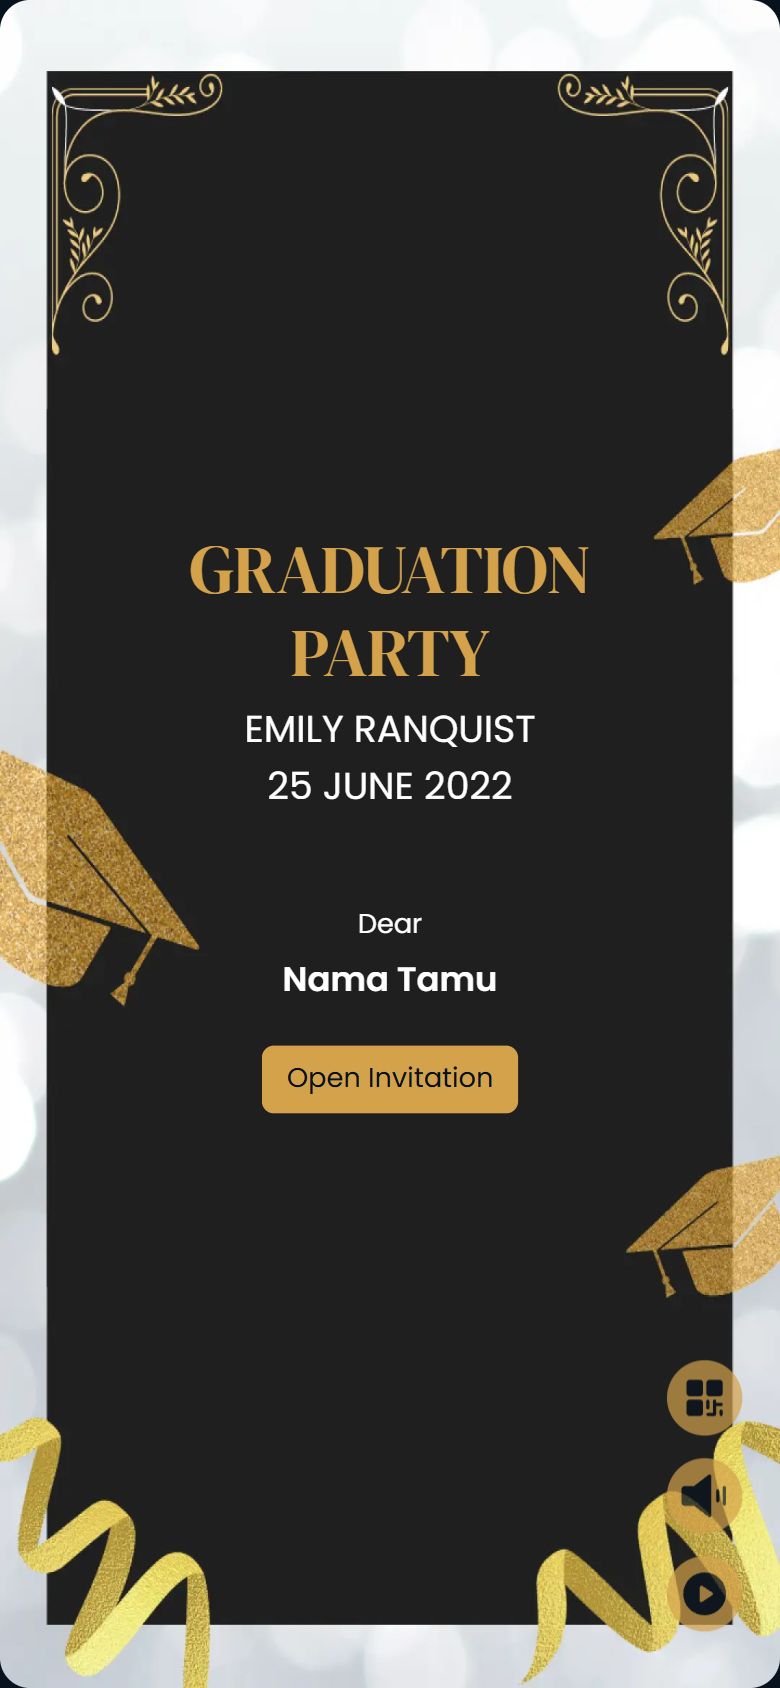 GRADUATION
PARTY
EMILY RANQUIST
25 JUNE 2022
Dear
Nama Tamu
Open Invitation